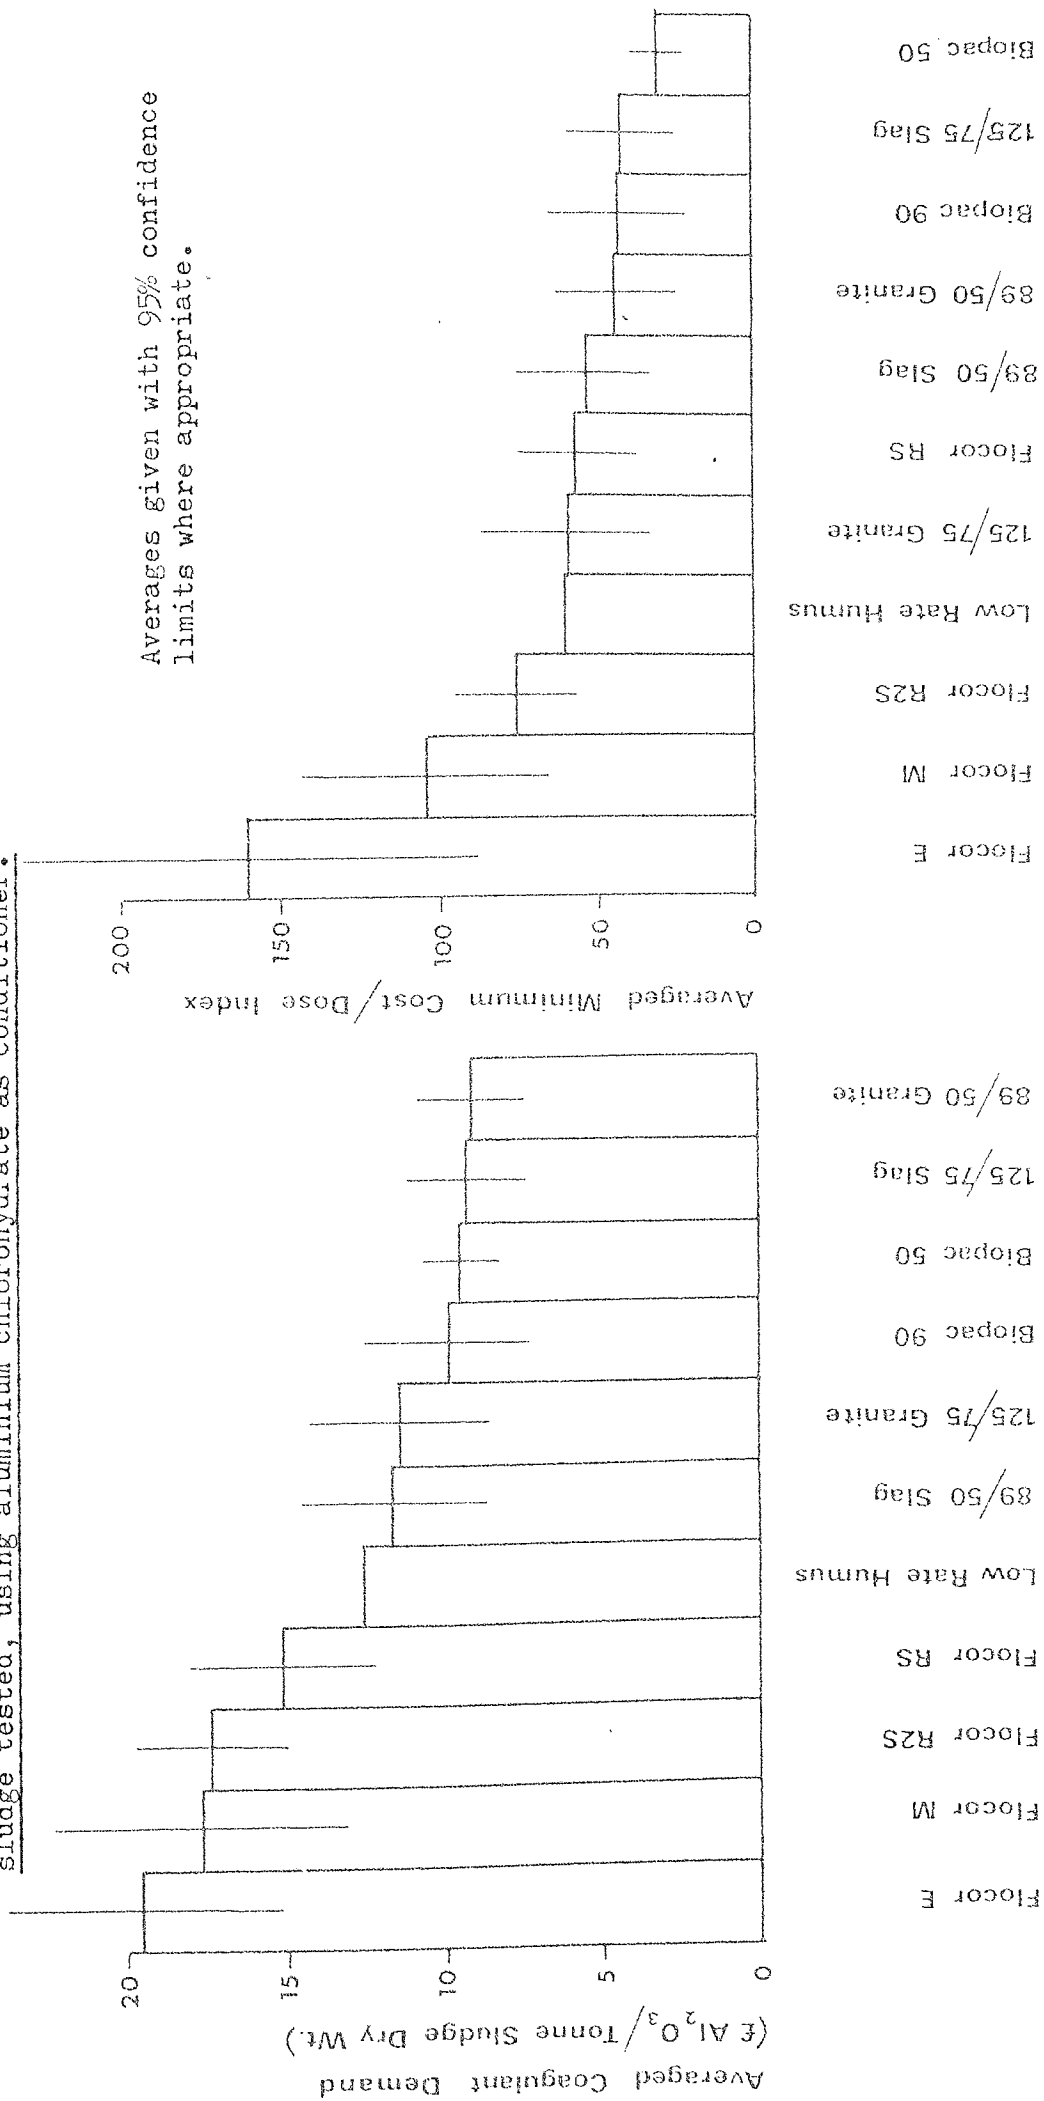 sludge tested, using aluminium chlorohydrate as conditioner.
Averages given with 95% confidence
limits where appropriate.
Averaged Coagulant Demand
(£ Al₂O₃/Tonne Sludge Dry Wt.)
20
15
10
5
0
Flocor E
Flocor M
Flocor R2S
Flocor RS
Low Rate Humus
89/50 Slag
125/75 Granite
Biopac 90
Biopac 50
125/75 Slag
89/50 Granite
Averaged Minimum Cost/Dose Index
200
150
100
50
0
Flocor E
Flocor M
Flocor R2S
Low Rate Humus
125/75 Granite
Flocor RS
89/50 Slag
89/50 Granite
Biopac 90
125/75 Slag
Biopac 50